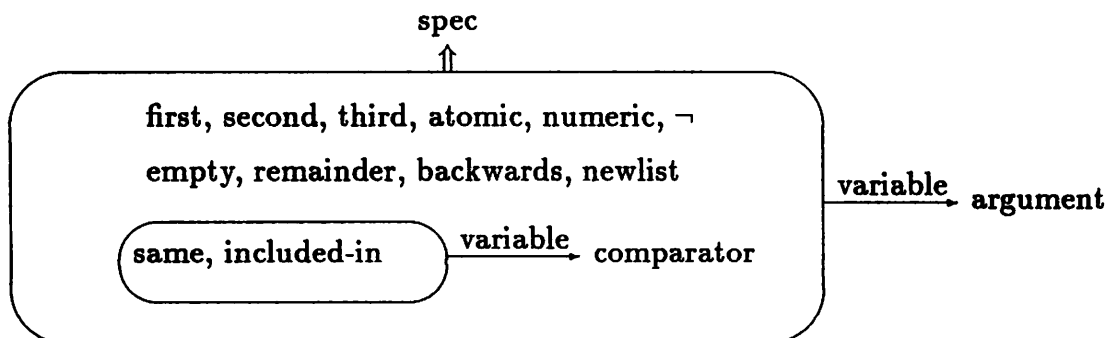 spec
first, second, third, atomic, numeric, ¬
empty, remainder, backwards, newlist
variable
argument
same, included-in
variable
comparator